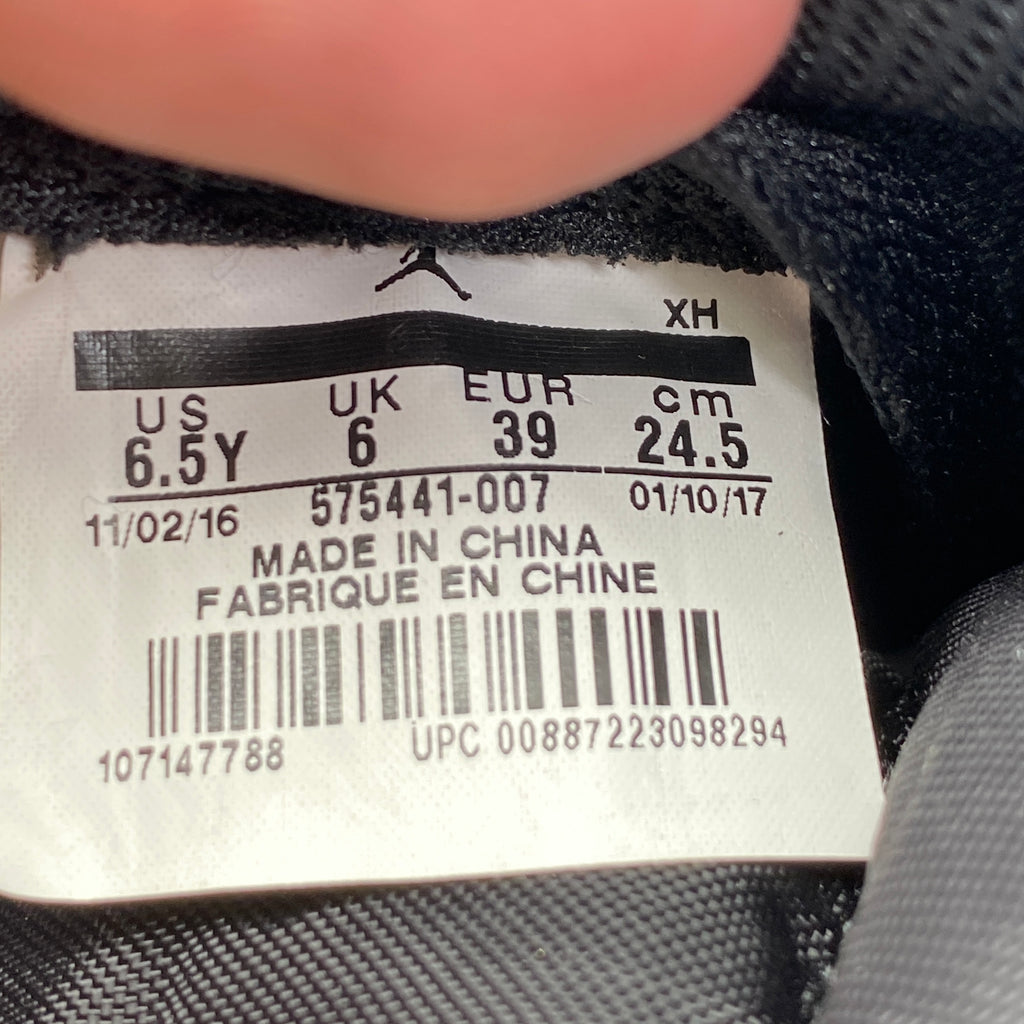 XH
US UK EUR cm
6.5Y 6 39 24.5
11/02/16 575441-007 01/10/17
MADE IN CHINA
FABRIQUE EN CHINE
107147788 UPC 00887223098294